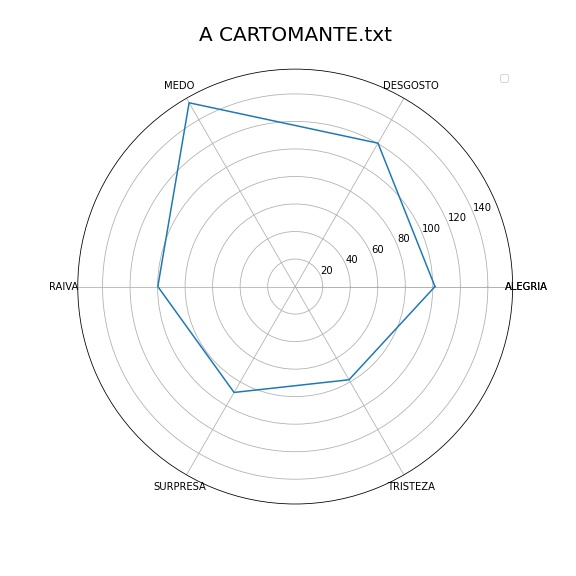 A CARTOMANTE.txt
MEDO
DESGOSTO
140
120
100
80
60
40
20
RAIVA
ALEGRIA
SURPRESA
TRISTEZA